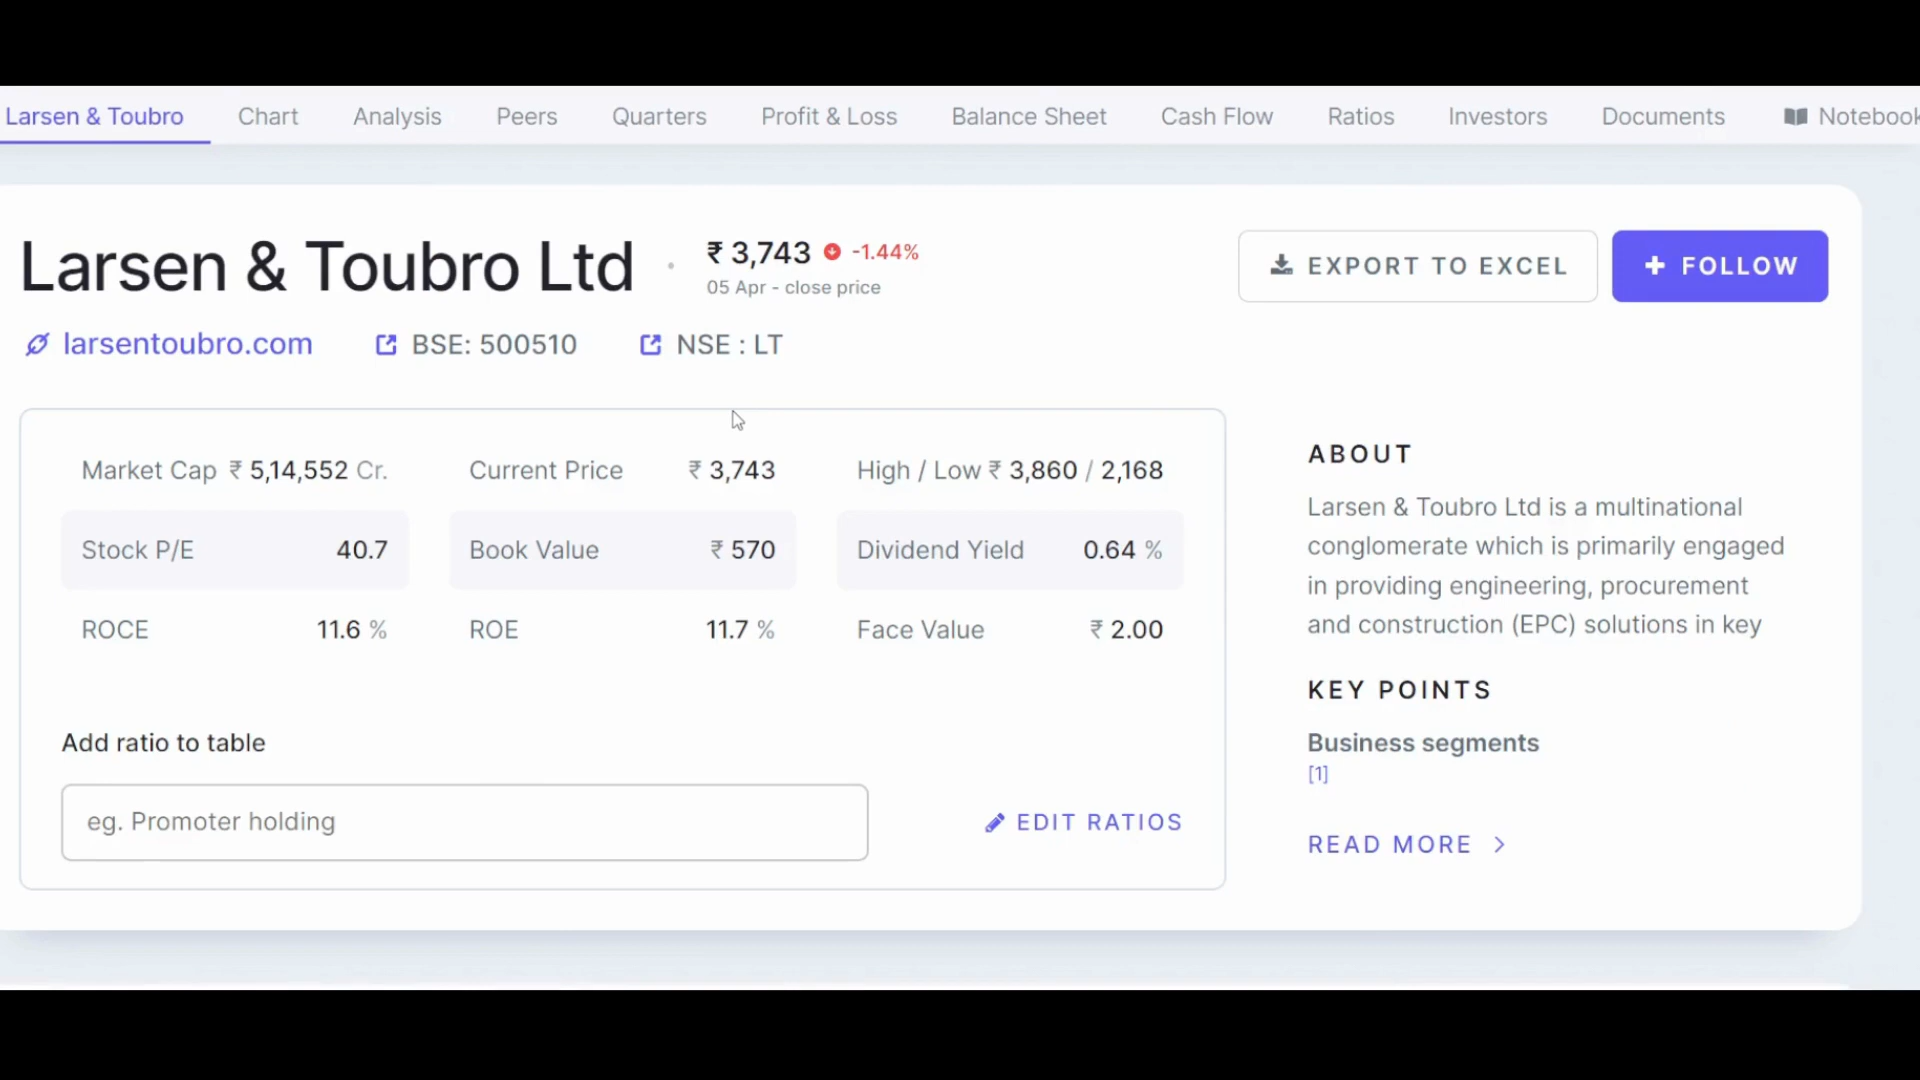 Larsen & Toubro Chart Analysis Peers Quarters Profit & Loss Balance Sheet Cash Flow Ratios Investors Documents Notebook
Larsen & Toubro Ltd
₹ 3,743 -1.44%
05 Apr - close price
EXPORT TO EXCEL
FOLLOW
larsentoubro.com BSE: 500510 NSE : LT
Market Cap ₹ 5,14,552 Cr.
Current Price ₹ 3,743
High / Low ₹ 3,860 / 2,168
Stock P/E 40.7
Book Value ₹ 570
Dividend Yield 0.64 %
ROCE 11.6 %
ROE 11.7 %
Face Value ₹ 2.00
Add ratio to table
eg. Promoter holding
EDIT RATIOS
ABOUT
Larsen & Toubro Ltd is a multinational
conglomerate which is primarily engaged
in providing engineering, procurement
and construction (EPC) solutions in key
KEY POINTS
Business segments
[1]
READ MORE